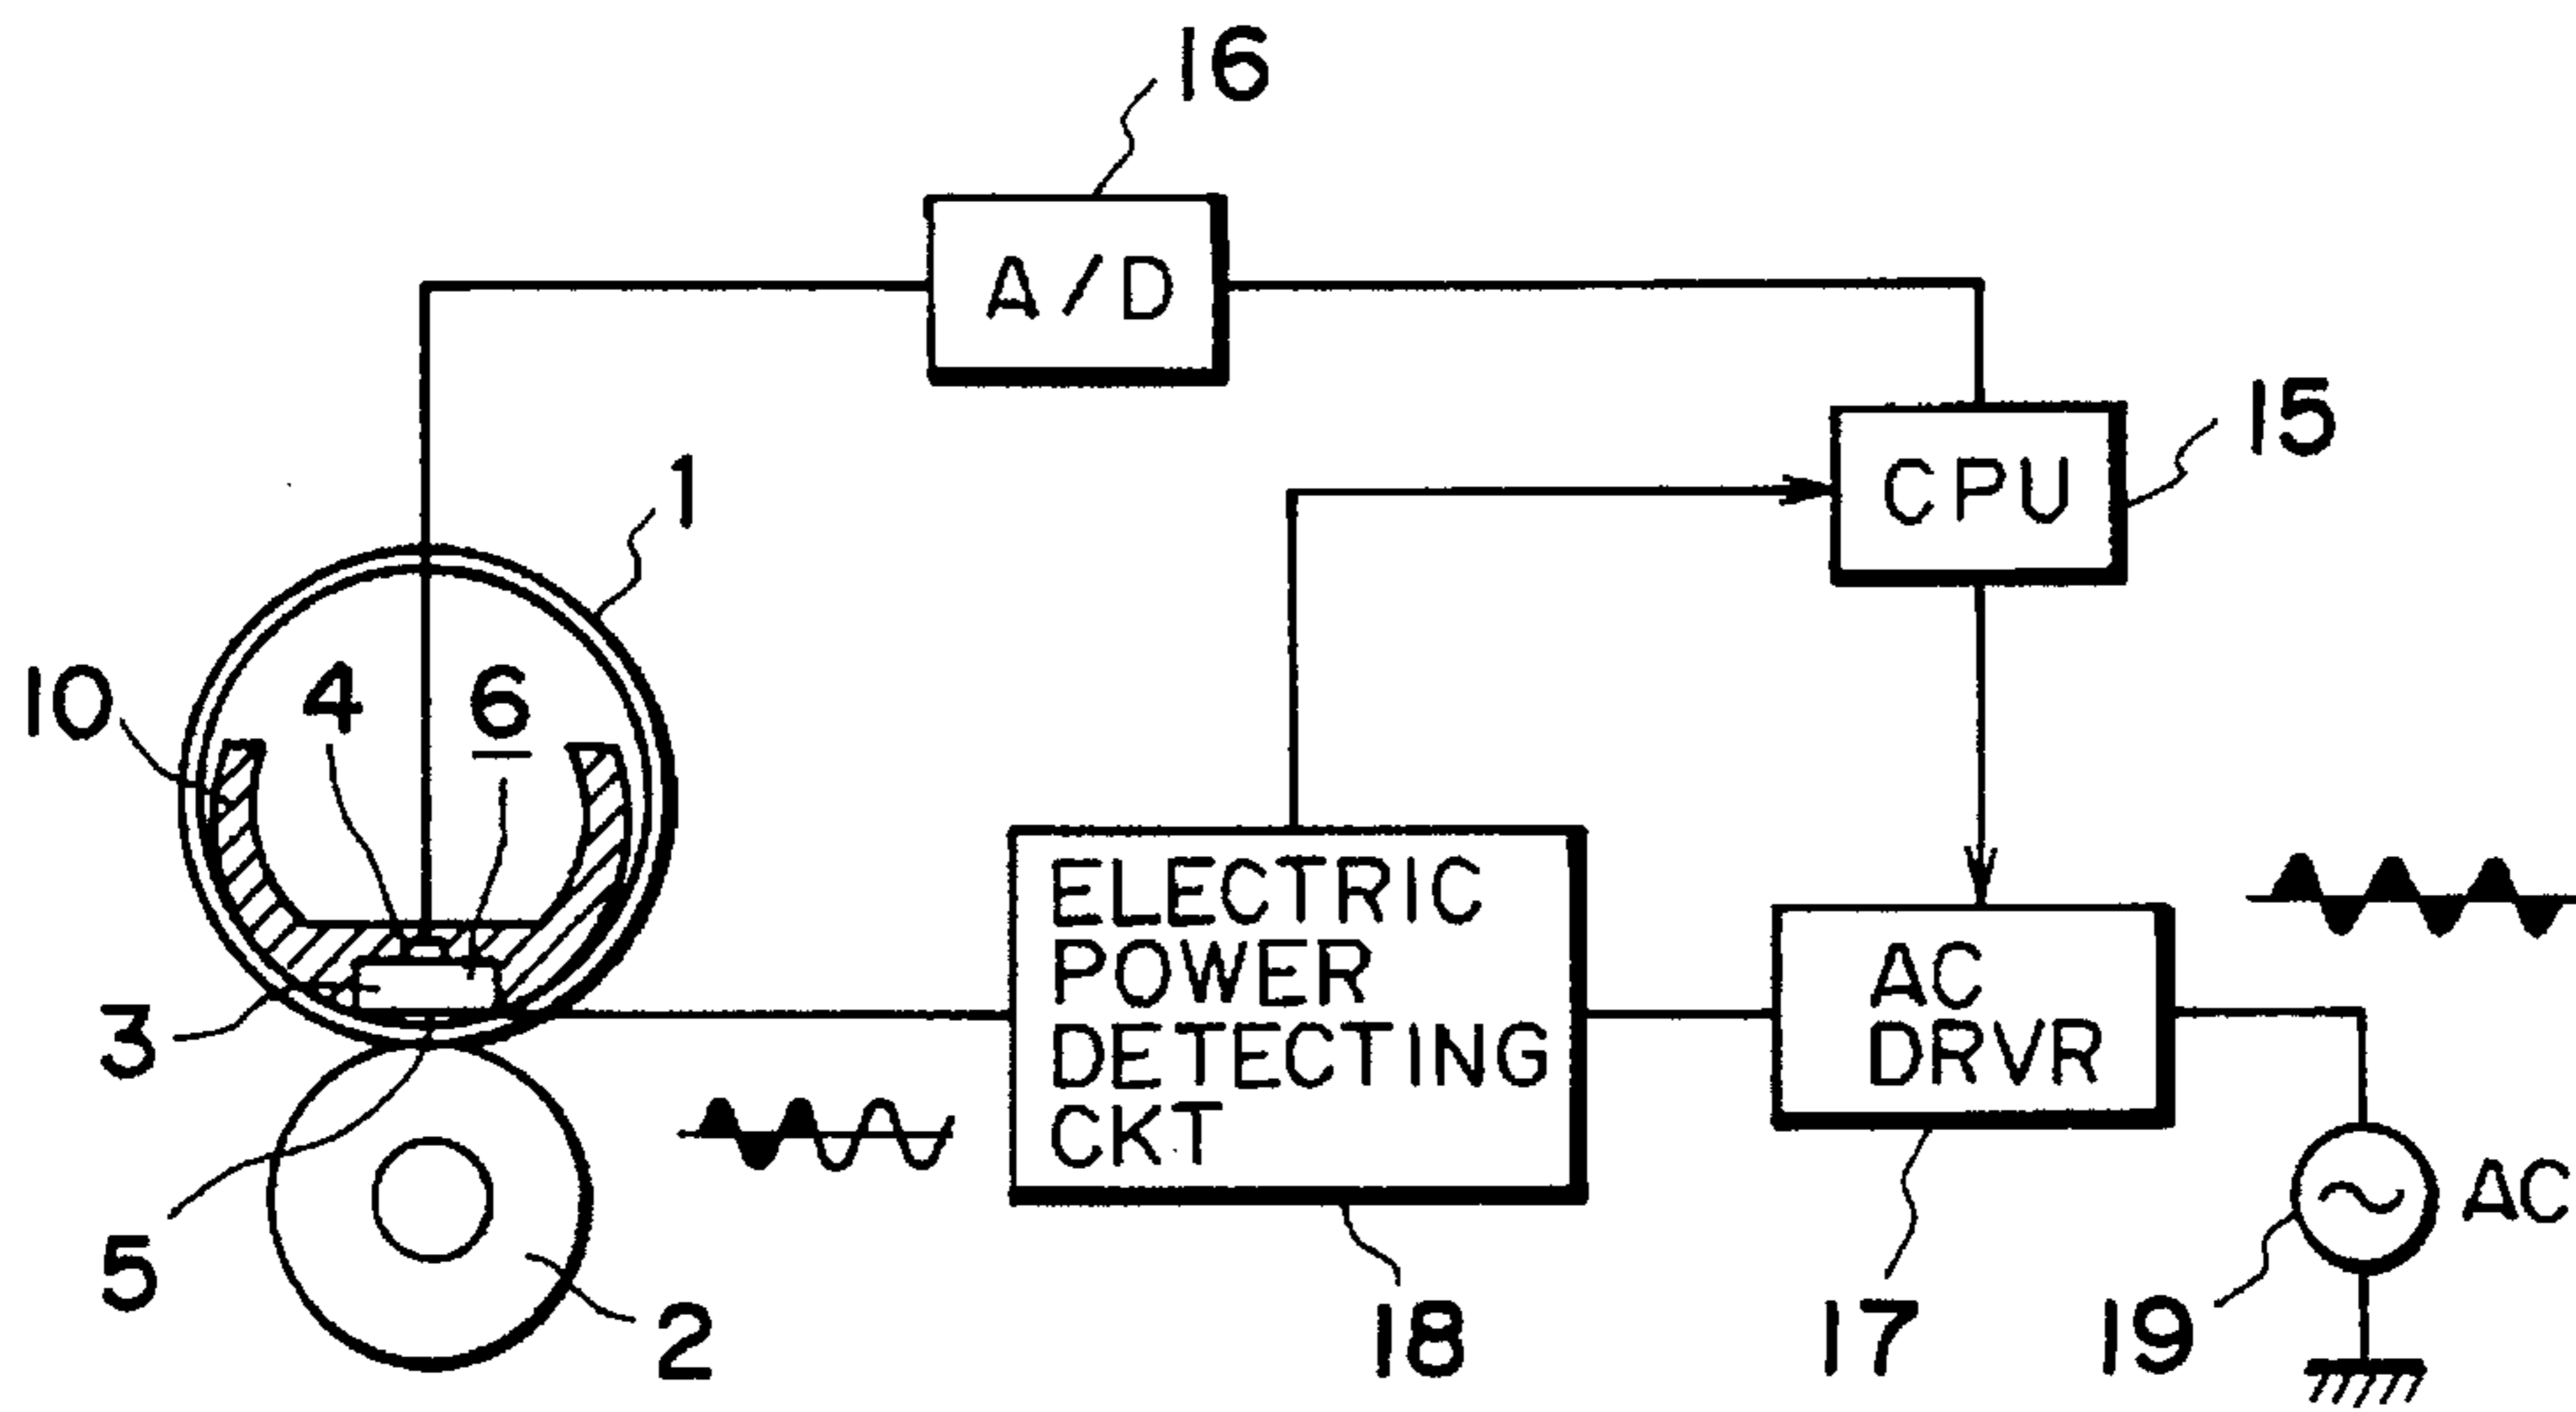 16
A/D
15
CPU
1
10
4
6
3
5
2
ELECTRIC
POWER
DETECTING
CKT
18
AC
DRVR
17
AC
19